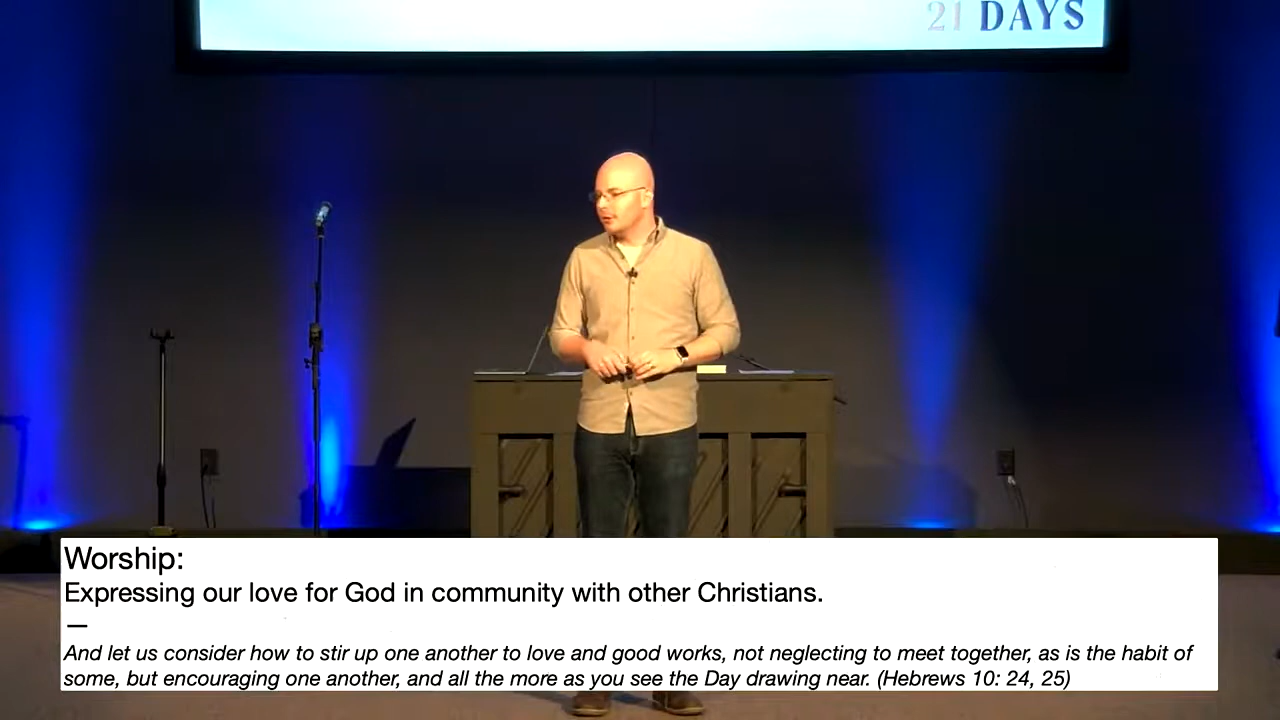 21 DAYS
Worship:
Expressing our love for God in community with other Christians.
—
And let us consider how to stir up one another to love and good works, not neglecting to meet together, as is the habit of
some, but encouraging one another, and all the more as you see the Day drawing near. (Hebrews 10: 24, 25)